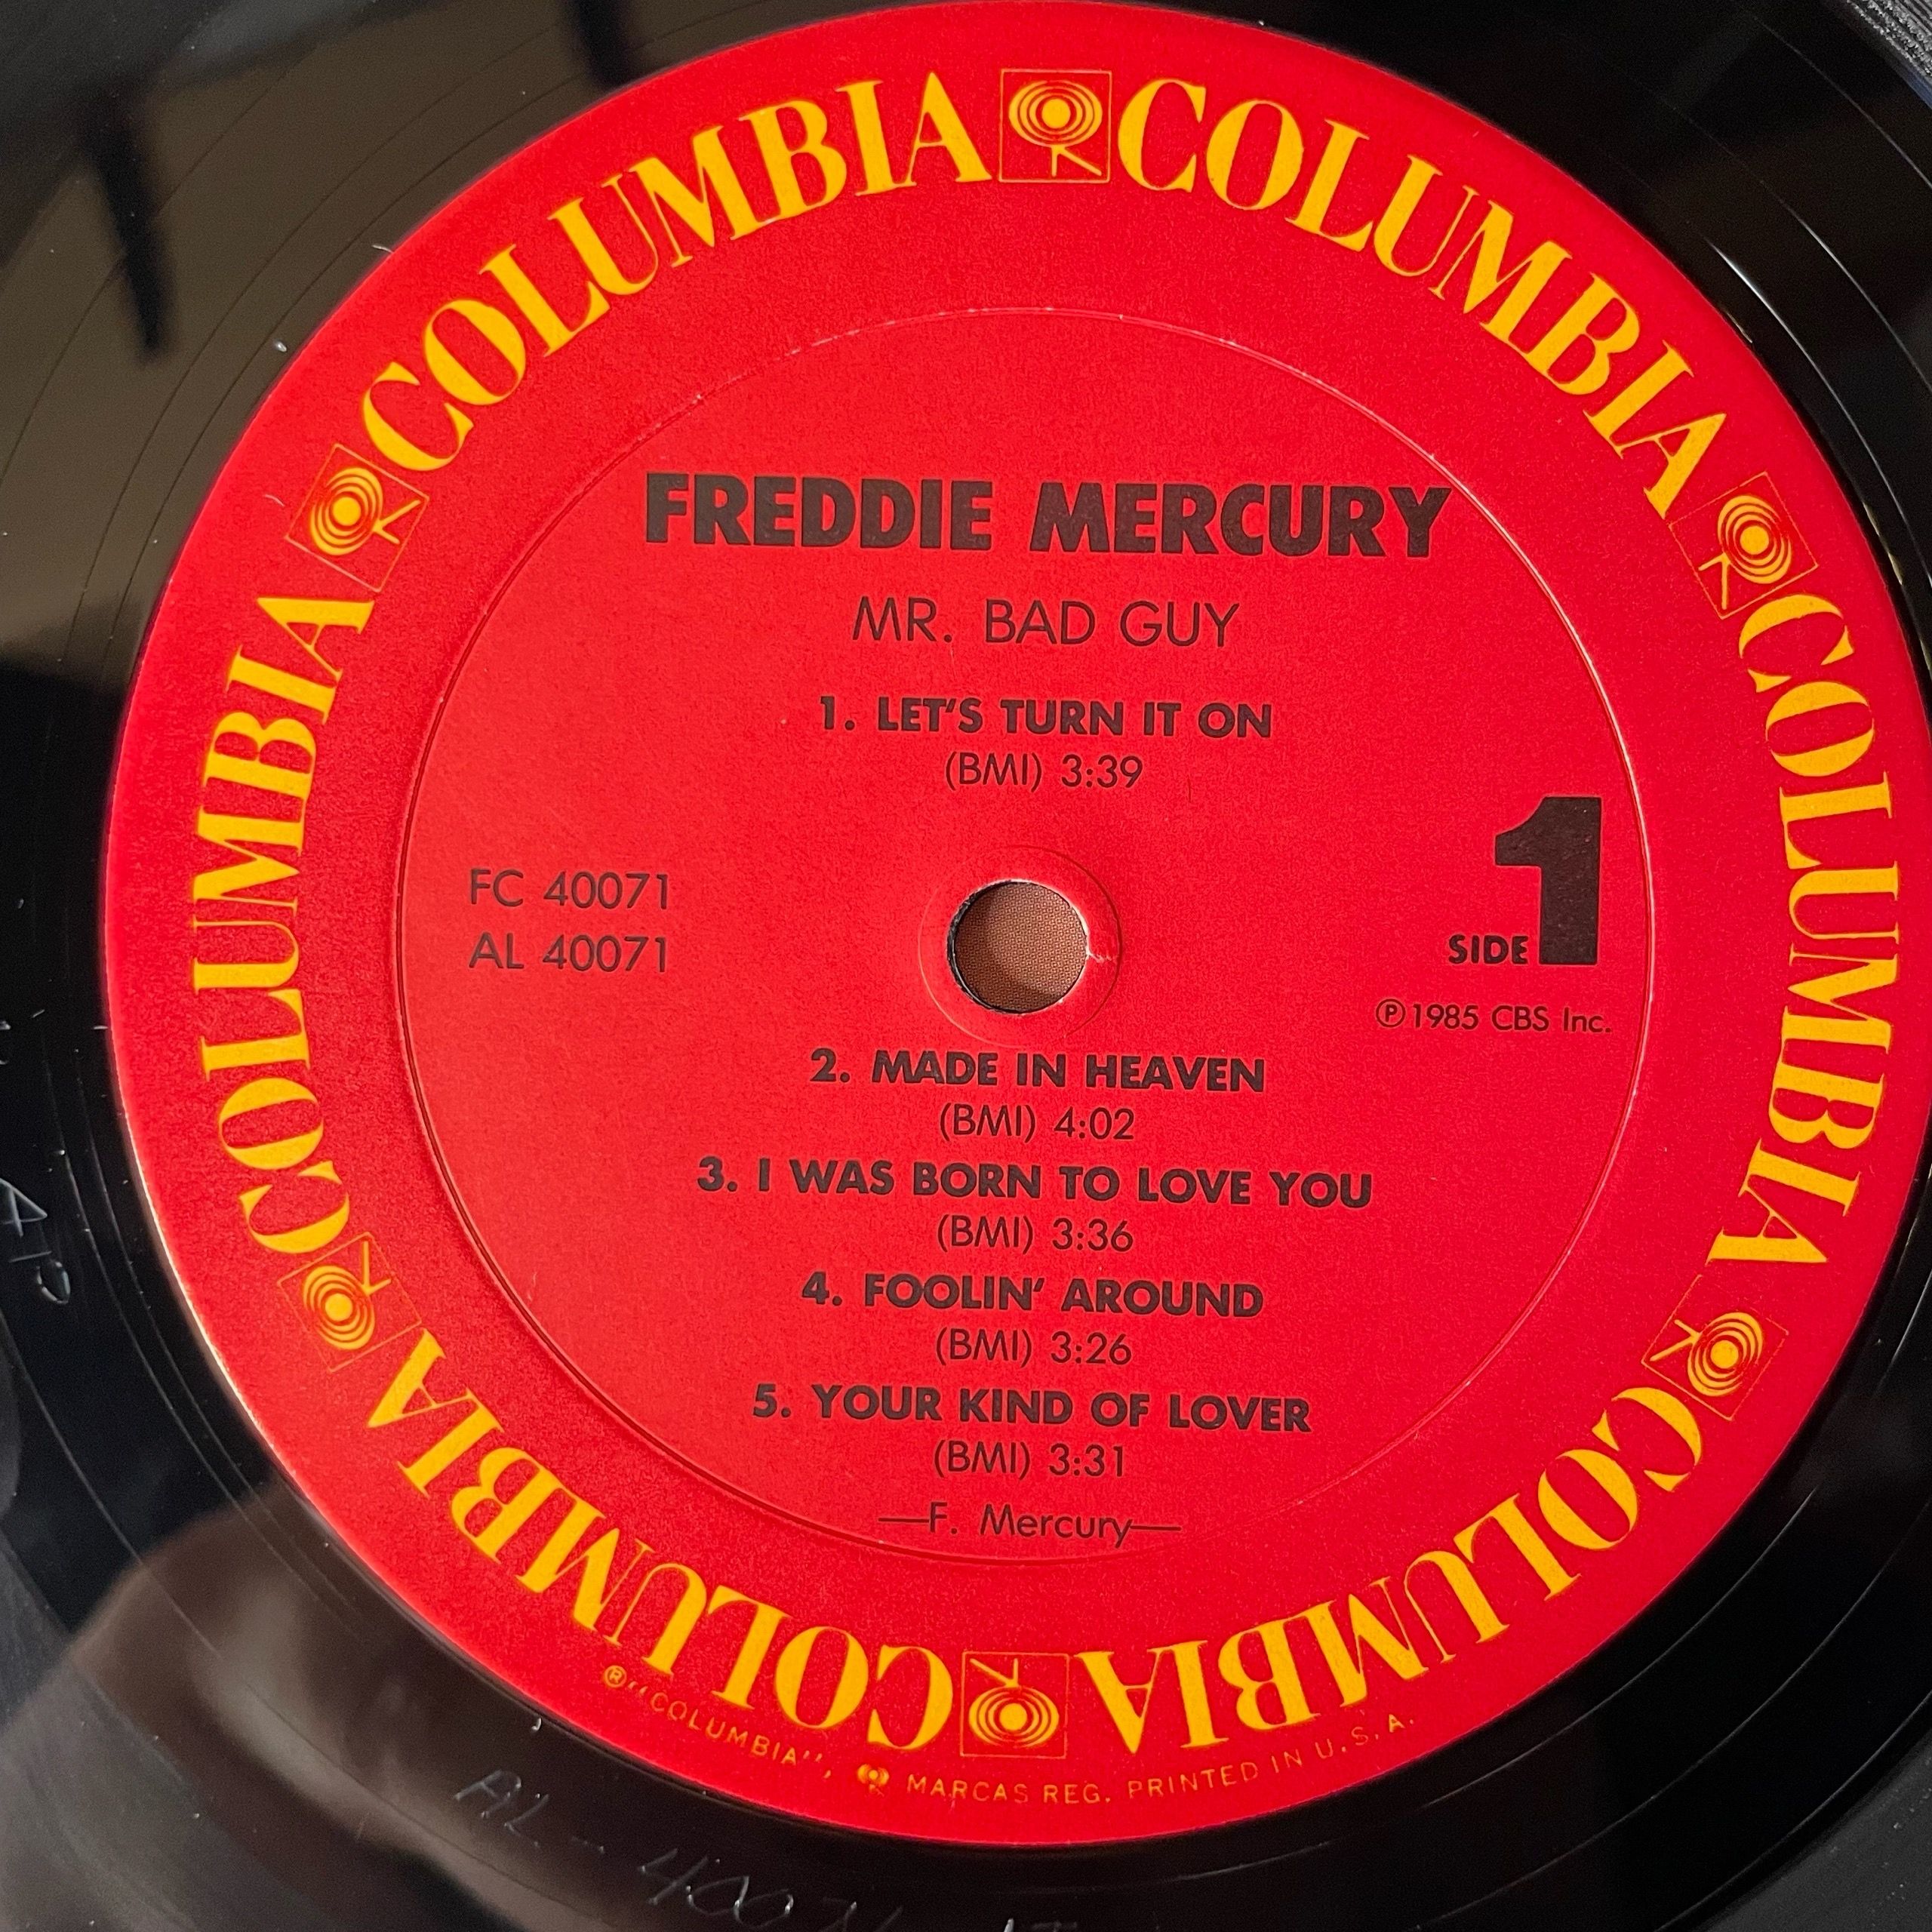 COLUMBIA COLUMBIA COLUMBIA COLUMBIA COLUMBIA COLUMBIA
FREDDIE MERCURY
MR. BAD GUY
1. LET'S TURN IT ON
(BMI) 3:39
FC 40071
AL 40071
SIDE 1
℗ 1985 CBS Inc.
2. MADE IN HEAVEN
(BMI) 4:02
3. I WAS BORN TO LOVE YOU
(BMI) 3:36
4. FOOLIN' AROUND
(BMI) 3:26
5. YOUR KIND OF LOVER
(BMI) 3:31
—F. Mercury—
® "COLUMBIA", MARCAS REG. PRINTED IN U.S.A.